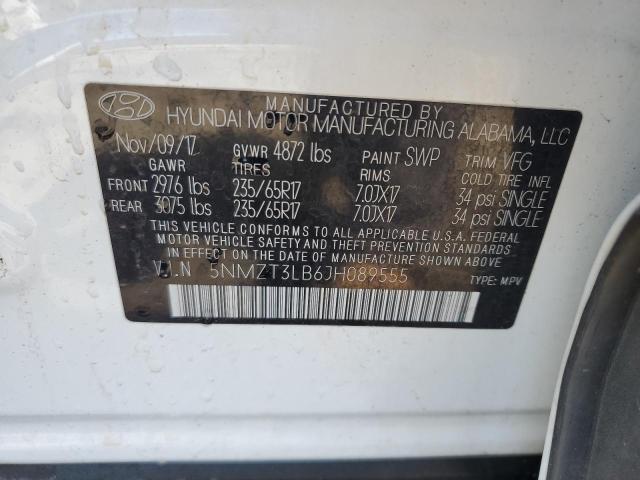 MANUFACTURED BY
HYUNDAI MOTOR MANUFACTURING ALABAMA, LLC
Nov/09/17 GVWR 4872 lbs PAINT SWP TRIM VFG
GAWR TIRES RIMS COLD TIRE INFL
FRONT 2976 lbs 235/65R17 7.0JX17 34 psi SINGLE
REAR 3075 lbs 235/65R17 7.0JX17 34 psi SINGLE
THIS VEHICLE CONFORMS TO ALL APPLICABLE U.S.A. FEDERAL
MOTOR VEHICLE SAFETY AND THEFT PREVENTION STANDARDS
IN EFFECT ON THE DATE OF MANUFACTURE SHOWN ABOVE.
V.I.N 5NMZT3LB6JH089555 TYPE: MPV